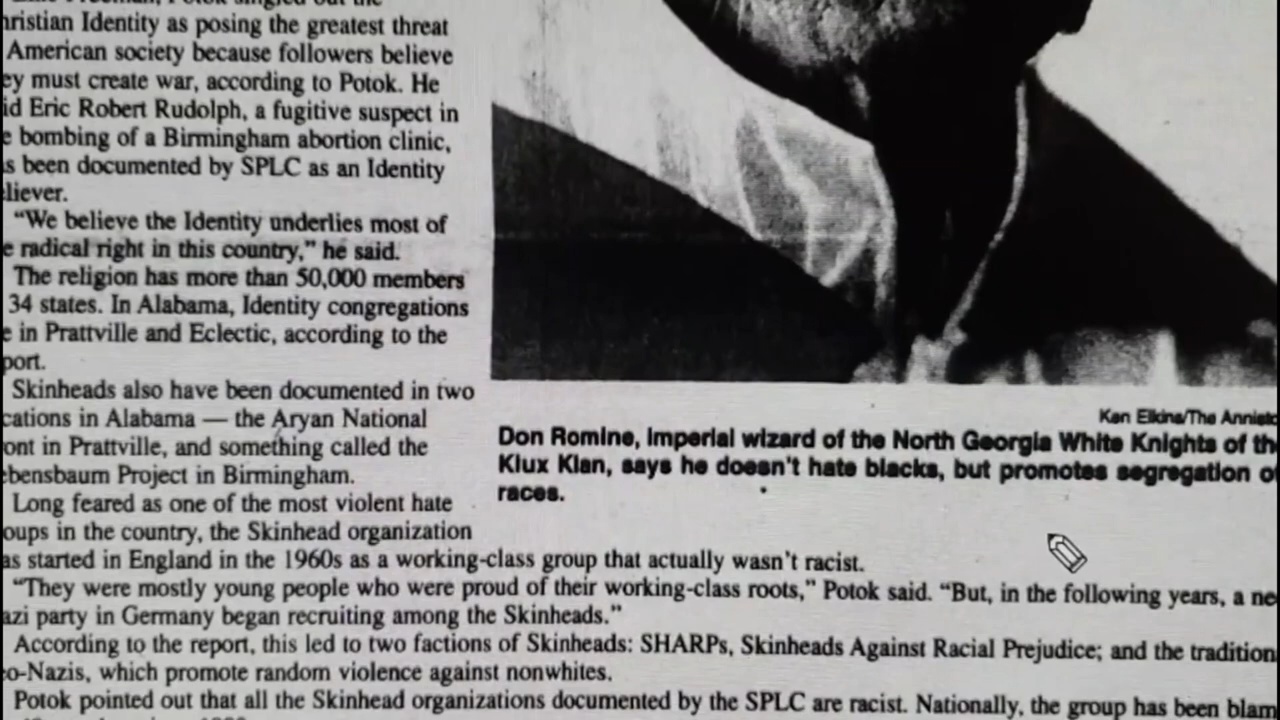 hristian Identity as posing the greatest threat
American society because followers believe
ey must create war, according to Potok. He
id Eric Robert Rudolph, a fugitive suspect in
e bombing of a Birmingham abortion clinic,
s been documented by SPLC as an Identity
liever.
“We believe the Identity underlies most of
e radical right in this country,” he said.
The religion has more than 50,000 members
34 states. In Alabama, Identity congregations
e in Prattville and Eclectic, according to the
port.
Skinheads also have been documented in two
cations in Alabama — the Aryan National
ont in Prattville, and something called the
ebensbaum Project in Birmingham.
Long feared as one of the most violent hate
oups in the country, the Skinhead organization
as started in England in the 1960s as a working-class group that actually wasn’t racist.
“They were mostly young people who were proud of their working-class roots,” Potok said. “But, in the following years, a ne
azi party in Germany began recruiting among the Skinheads.”
According to the report, this led to two factions of Skinheads: SHARPs, Skinheads Against Racial Prejudice; and the tradition
o-Nazis, which promote random violence against nonwhites.
Potok pointed out that all the Skinhead organizations documented by the SPLC are racist. Nationally, the group has been blam
Ken Elkins/The Annisto
Don Romine, imperial wizard of the North Georgia White Knights of th
Klux Klan, says he doesn’t hate blacks, but promotes segregation o
races.